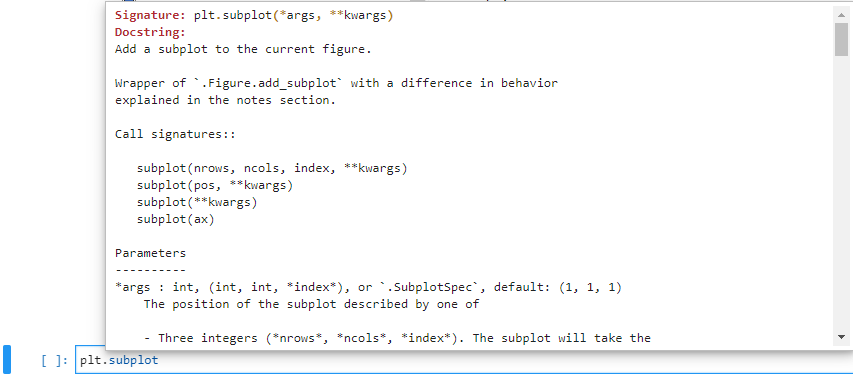 Signature: plt.subplot(*args, **kwargs)
Docstring:
Add a subplot to the current figure.
Wrapper of `.Figure.add_subplot` with a difference in behavior
explained in the notes section.
Call signatures::
subplot(nrows, ncols, index, **kwargs)
subplot(pos, **kwargs)
subplot(**kwargs)
subplot(ax)
Parameters
----------
*args : int, (int, int, *index*), or `.SubplotSpec`, default: (1, 1, 1)
The position of the subplot described by one of
- Three integers (*nrows*, *ncols*, *index*). The subplot will take the
[ ]: plt.subplot